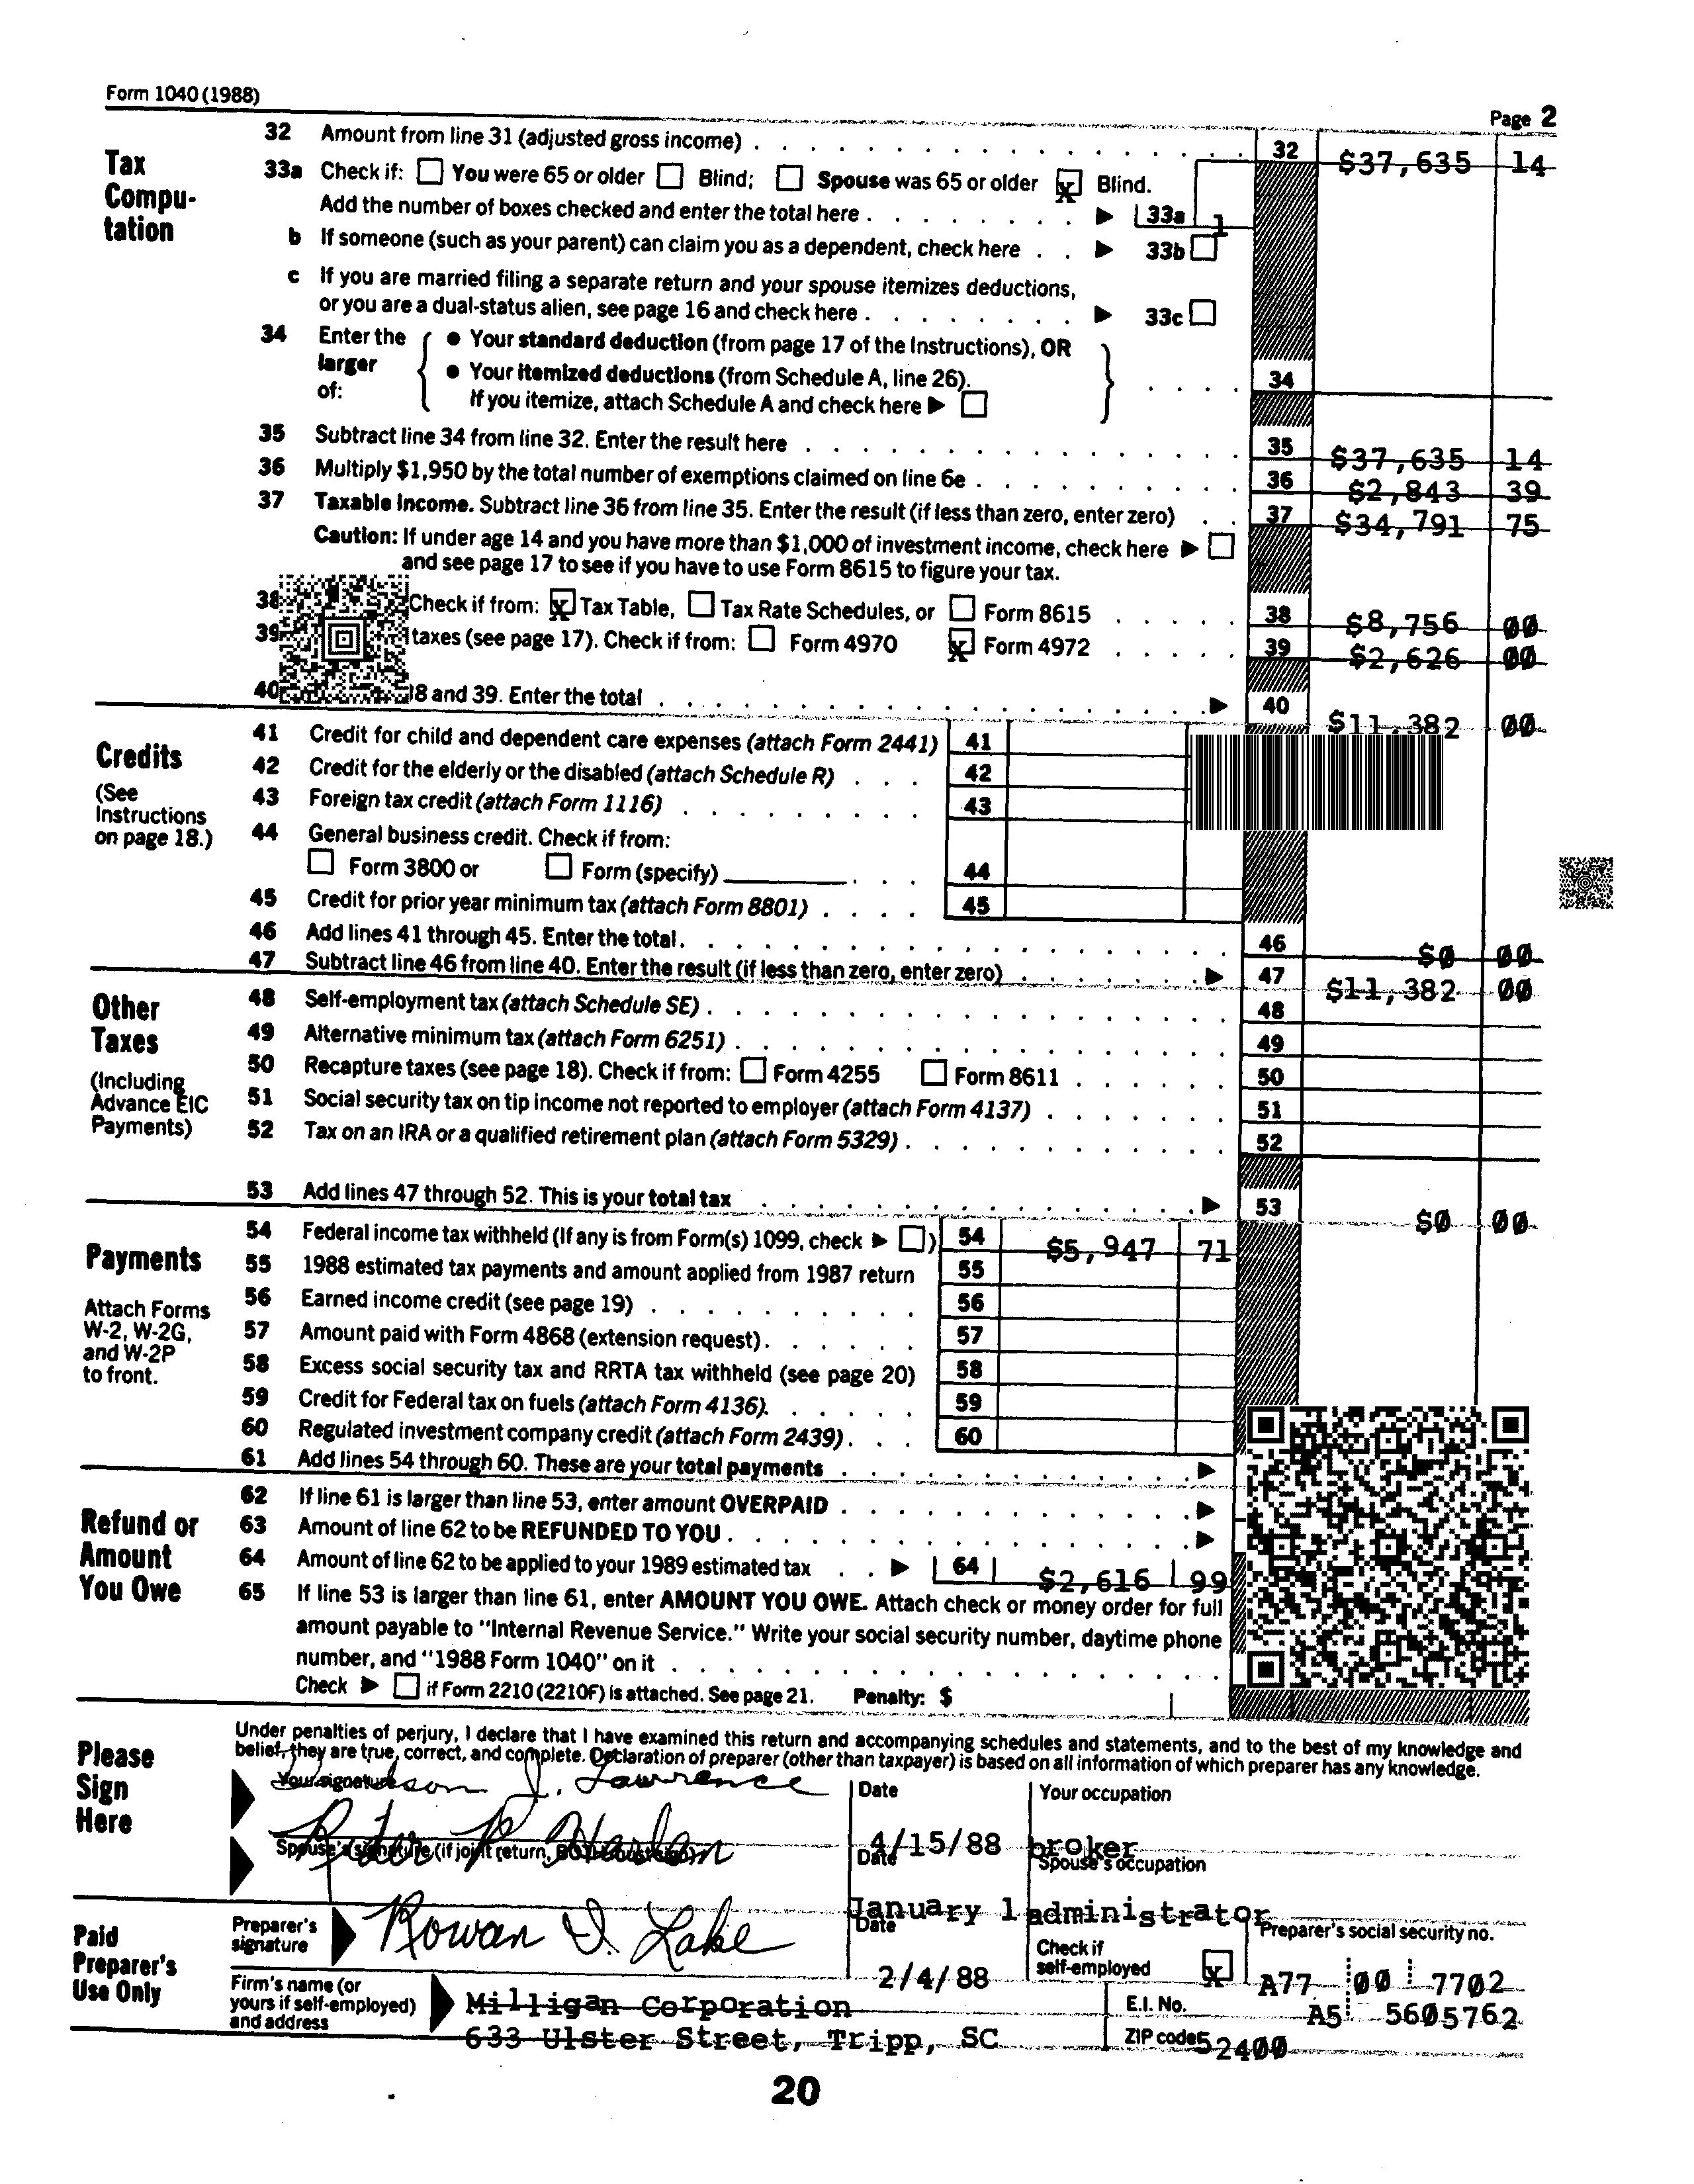 Form 1040 (1988)
Page 2
Tax Computation
32 Amount from line 31 (adjusted gross income) . . . 32 $37,635 14
33a Check if: ☐ You were 65 or older ☐ Blind; ☐ Spouse was 65 or older ☒ Blind.
Add the number of boxes checked and enter the total here . . . ▶ 33a 1
b If someone (such as your parent) can claim you as a dependent, check here . . ▶ 33b ☐
c If you are married filing a separate return and your spouse itemizes deductions,
or you are a dual-status alien, see page 16 and check here . . . ▶ 33c ☐
34 Enter the larger of: { ● Your standard deduction (from page 17 of the Instructions), OR
● Your itemized deductions (from Schedule A, line 26).
If you itemize, attach Schedule A and check here ▶ ☐ } . . . . 34
35 Subtract line 34 from line 32. Enter the result here . . . 35 $37,635 14
36 Multiply $1,950 by the total number of exemptions claimed on line 6e . . . 36 $2,843 39
37 Taxable Income. Subtract line 36 from line 35. Enter the result (if less than zero, enter zero) . . 37 $34,791 75
Caution: If under age 14 and you have more than $1,000 of investment income, check here ▶ ☐
and see page 17 to see if you have to use Form 8615 to figure your tax.
38 Check if from: ☒ Tax Table, ☐ Tax Rate Schedules, or ☐ Form 8615 . . . 38 $8,756 00
39 taxes (see page 17). Check if from: ☐ Form 4970 ☒ Form 4972 . . . 39 $2,626 00
40 8 and 39. Enter the total . . . ▶ 40 $11,382 00
Credits
(See Instructions on page 18.)
41 Credit for child and dependent care expenses (attach Form 2441) 41
42 Credit for the elderly or the disabled (attach Schedule R) . . . 42
43 Foreign tax credit (attach Form 1116) . . . 43
44 General business credit. Check if from:
☐ Form 3800 or ☐ Form (specify) . . . 44
45 Credit for prior year minimum tax (attach Form 8801) . . . . 45
46 Add lines 41 through 45. Enter the total . . . 46 $0 00
47 Subtract line 46 from line 40. Enter the result (if less than zero, enter zero) . . . ▶ 47 $11,382 00
Other Taxes
(Including Advance EIC Payments)
48 Self-employment tax (attach Schedule SE) . . . 48
49 Alternative minimum tax (attach Form 6251) . . . 49
50 Recapture taxes (see page 18). Check if from: ☐ Form 4255 ☐ Form 8611 . . . 50
51 Social security tax on tip income not reported to employer (attach Form 4137) . . . 51
52 Tax on an IRA or a qualified retirement plan (attach Form 5329) . . . 52
53 Add lines 47 through 52. This is your total tax . . . ▶ 53 $0 00
Payments
Attach Forms W-2, W-2G, and W-2P to front.
54 Federal income tax withheld (If any is from Form(s) 1099, check ▶ ☐) 54 $5,947 71
55 1988 estimated tax payments and amount applied from 1987 return 55
56 Earned income credit (see page 19) . . . 56
57 Amount paid with Form 4868 (extension request) . . . 57
58 Excess social security tax and RRTA tax withheld (see page 20) 58
59 Credit for Federal tax on fuels (attach Form 4136) . . . 59
60 Regulated investment company credit (attach Form 2439) . . . 60
61 Add lines 54 through 60. These are your total payments . . . ▶
Refund or Amount You Owe
62 If line 61 is larger than line 53, enter amount OVERPAID . . . ▶
63 Amount of line 62 to be REFUNDED TO YOU . . . ▶
64 Amount of line 62 to be applied to your 1989 estimated tax . . ▶ 64 $2,616 99
65 If line 53 is larger than line 61, enter AMOUNT YOU OWE. Attach check or money order for full
amount payable to "Internal Revenue Service." Write your social security number, daytime phone
number, and "1988 Form 1040" on it . . .
Check ▶ ☐ if Form 2210 (2210F) is attached. See page 21. Penalty: $
Please Sign Here
Under penalties of perjury, I declare that I have examined this return and accompanying schedules and statements, and to the best of my knowledge and
belief, they are true, correct, and complete. Declaration of preparer (other than taxpayer) is based on all information of which preparer has any knowledge.
Your signature J. Lawrence
Date 4/15/88
Your occupation broker
Spouse's signature (if joint return, BOTH must sign) Peter P. Harlan
Date January 1
Spouse's occupation administrator
Paid Preparer's Use Only
Preparer's signature Rowan D. Lake
Date 2/4/88
Check if self-employed ☒
Preparer's social security no. A77 00 7702
Firm's name (or yours if self-employed) and address
Milligan Corporation
633 Ulster Street, Tripp, SC
E.I. No. A5 5605762
ZIP code 52400
20